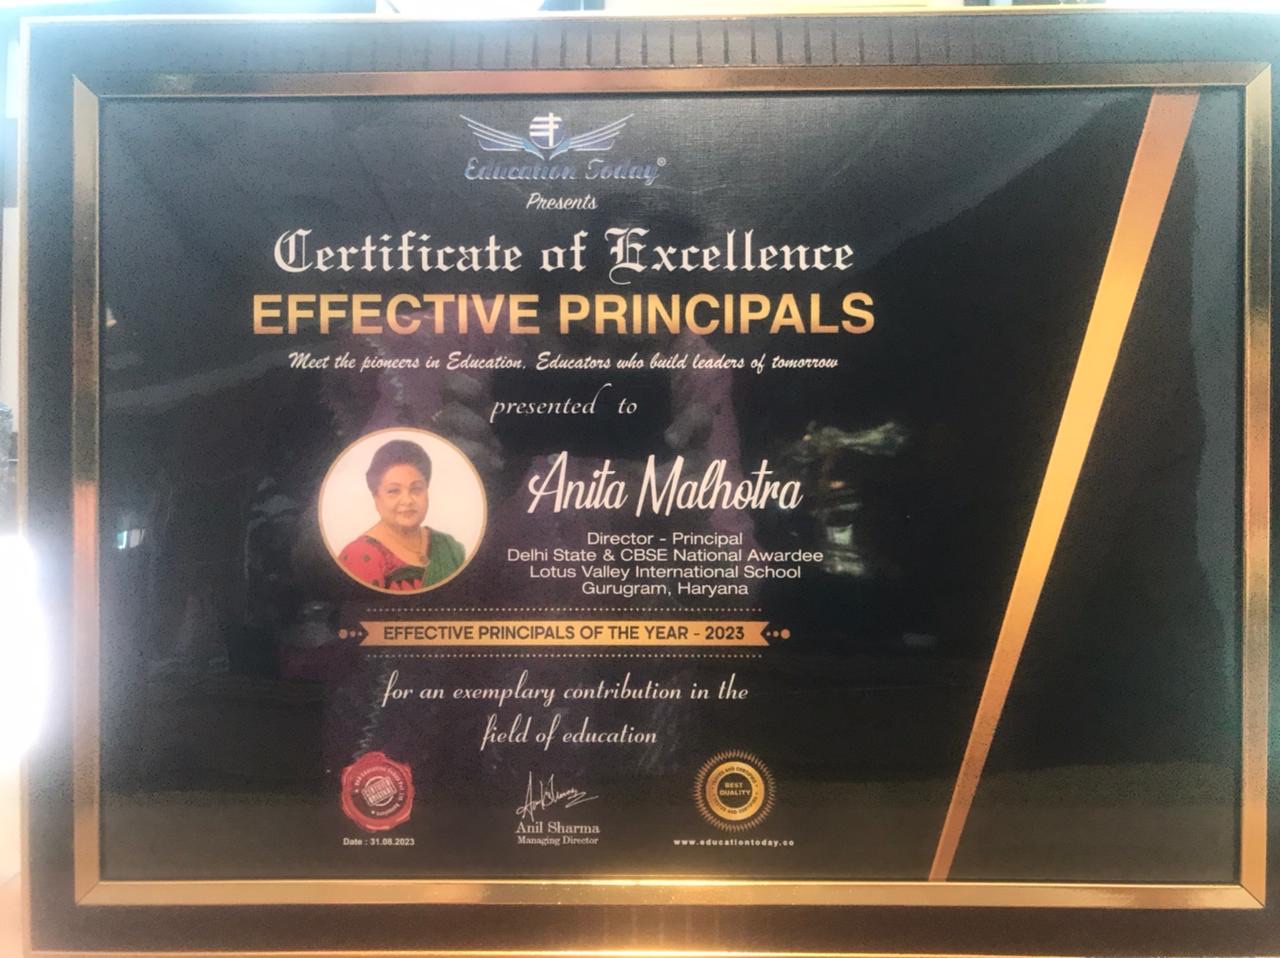 Education Today®
Presents
Certificate of Excellence
EFFECTIVE PRINCIPALS
Meet the pioneers in Education, Educators who build leaders of tomorrow
presented to
Anita Malhotra
Director - Principal
Delhi State & CBSE National Awardee
Lotus Valley International School
Gurugram, Haryana
EFFECTIVE PRINCIPALS OF THE YEAR - 2023
for an exemplary contribution in the
field of education
BEST
QUALITY
Anil Sharma
Managing Director
Date : 31.08.2023
www.educationtoday.co